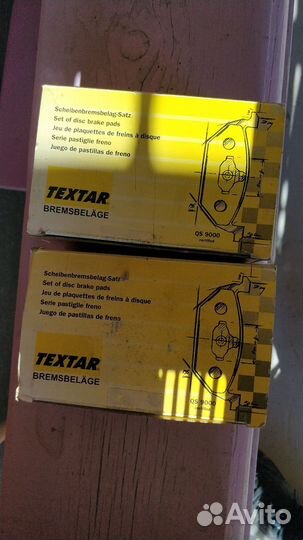 Scheibenbremsbelag-Satz
Set of disc brake pads
Jeu de plaquettes de freins à disque
Serie pastiglie freno
Juego de pastillas de freno
TEXTAR
BREMSBELÄGE
QS 9000
certified
Scheibenbremsbelag-Satz
Set of disc brake pads
Jeu de plaquettes de freins à disque
Serie pastiglie freno
Juego de pastillas de freno
TEXTAR
BREMSBELÄGE
QS 9000
certified
Avito